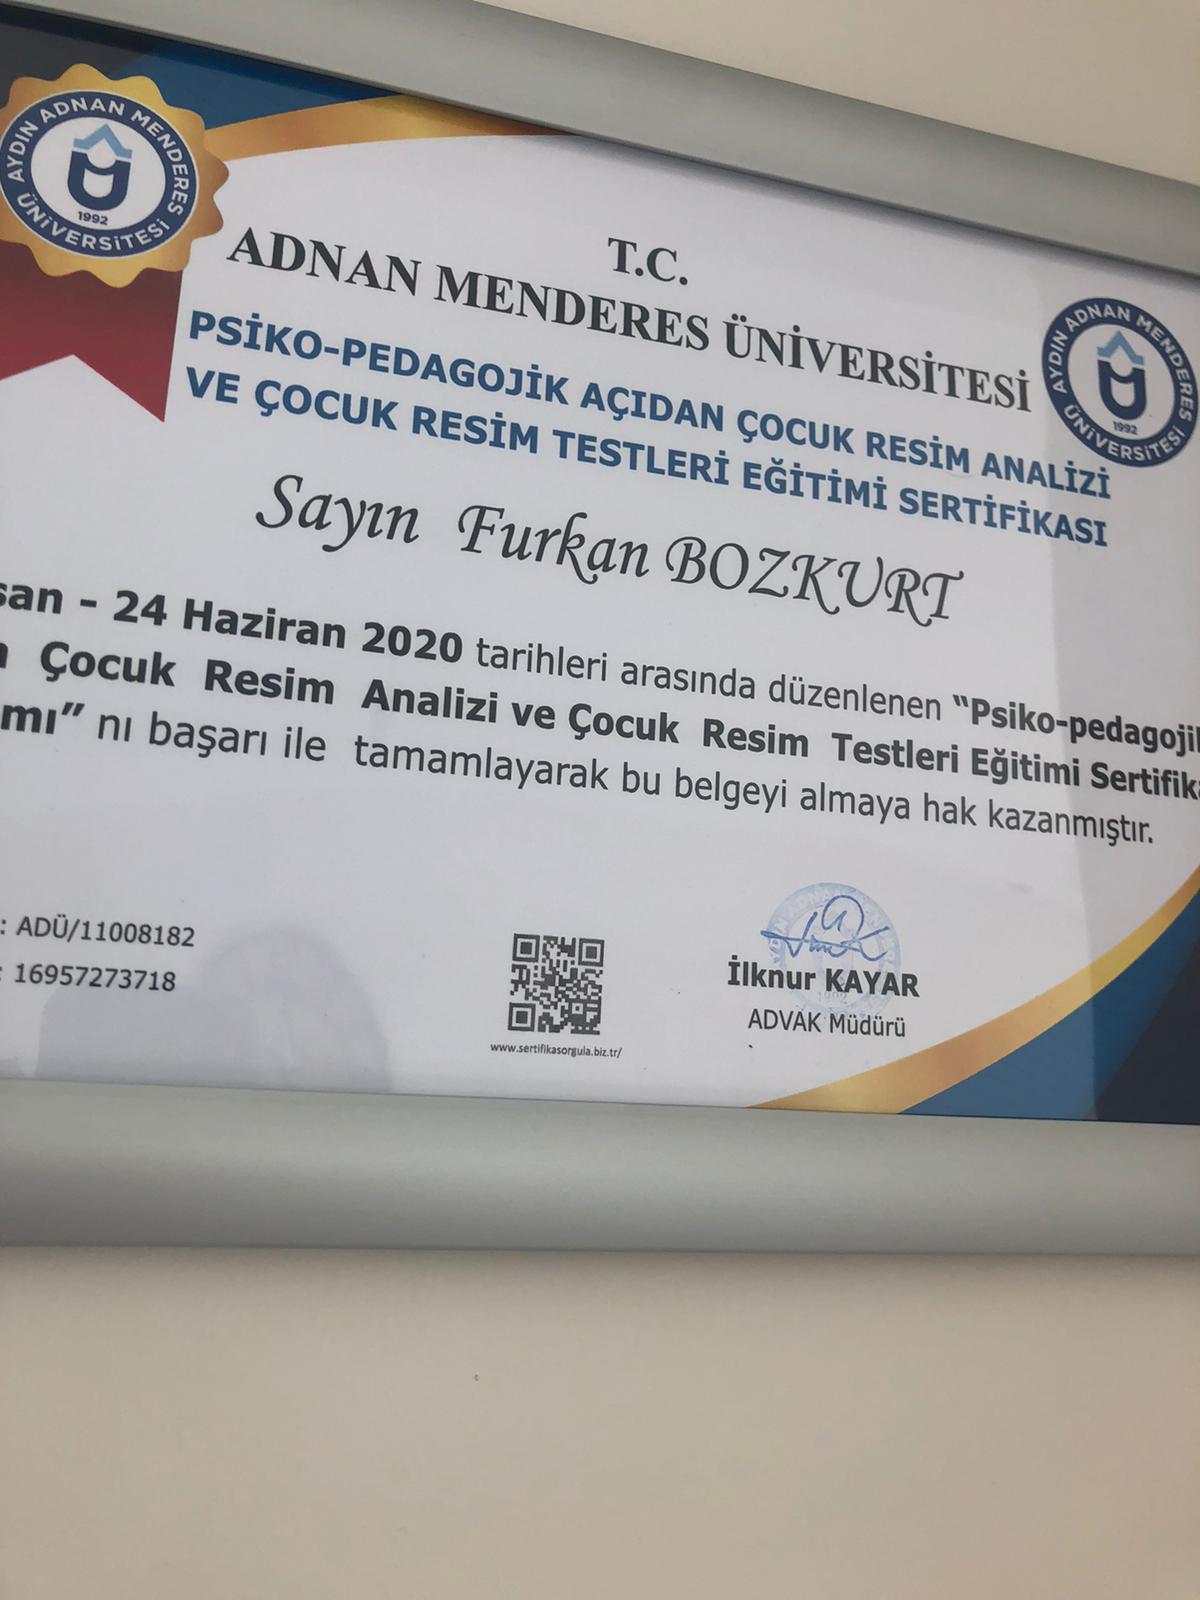 AYDIN ADNAN MENDERES ÜNİVERSİTESİ
1992
T.C.
ADNAN MENDERES ÜNİVERSİTESİ
AYDIN ADNAN MENDERES ÜNİVERSİTESİ
1992
PSİKO-PEDAGOJİK AÇIDAN ÇOCUK RESİM ANALİZİ
VE ÇOCUK RESİM TESTLERİ EĞİTİMİ SERTİFİKASI
Sayın Furkan BOZKURT
san - 24 Haziran 2020 tarihleri arasında düzenlenen “Psiko-pedagojik
Çocuk Resim Analizi ve Çocuk Resim Testleri Eğitimi Sertifika
mı” nı başarı ile tamamlayarak bu belgeyi almaya hak kazanmıştır.
: ADÜ/11008182
: 16957273718
www.sertifikasorgula.biz.tr/
İlknur KAYAR
1992
ADVAK Müdürü